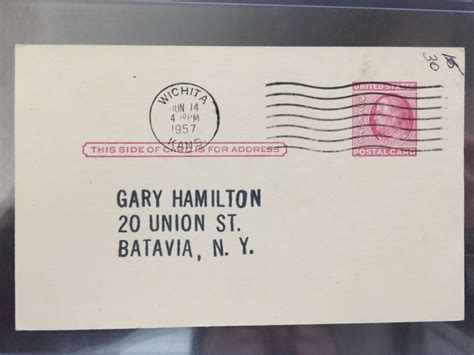 30
WICHITA
JUN 14
4 PM
1957
KANS
UNITED STATES
POSTAL CARD
THIS SIDE OF CARD IS FOR ADDRESS
GARY HAMILTON
20 UNION ST.
BATAVIA, N. Y.